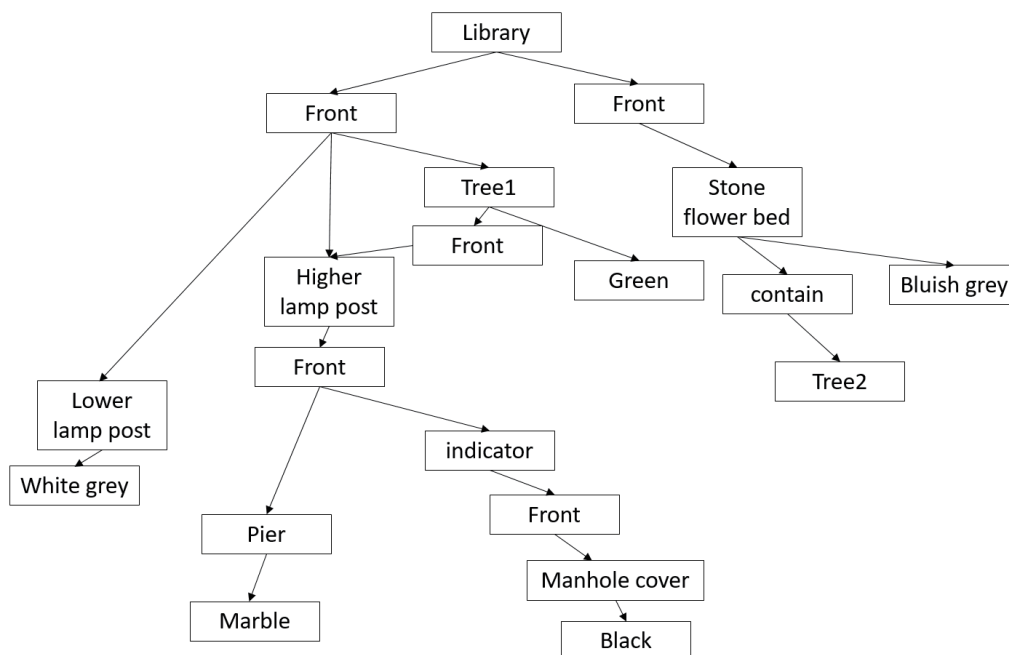 Library
Front
Front
Tree1
Stone
flower bed
Front
Higher
lamp post
Green
contain
Bluish grey
Front
Tree2
Lower
lamp post
indicator
White grey
Front
Pier
Manhole cover
Marble
Black